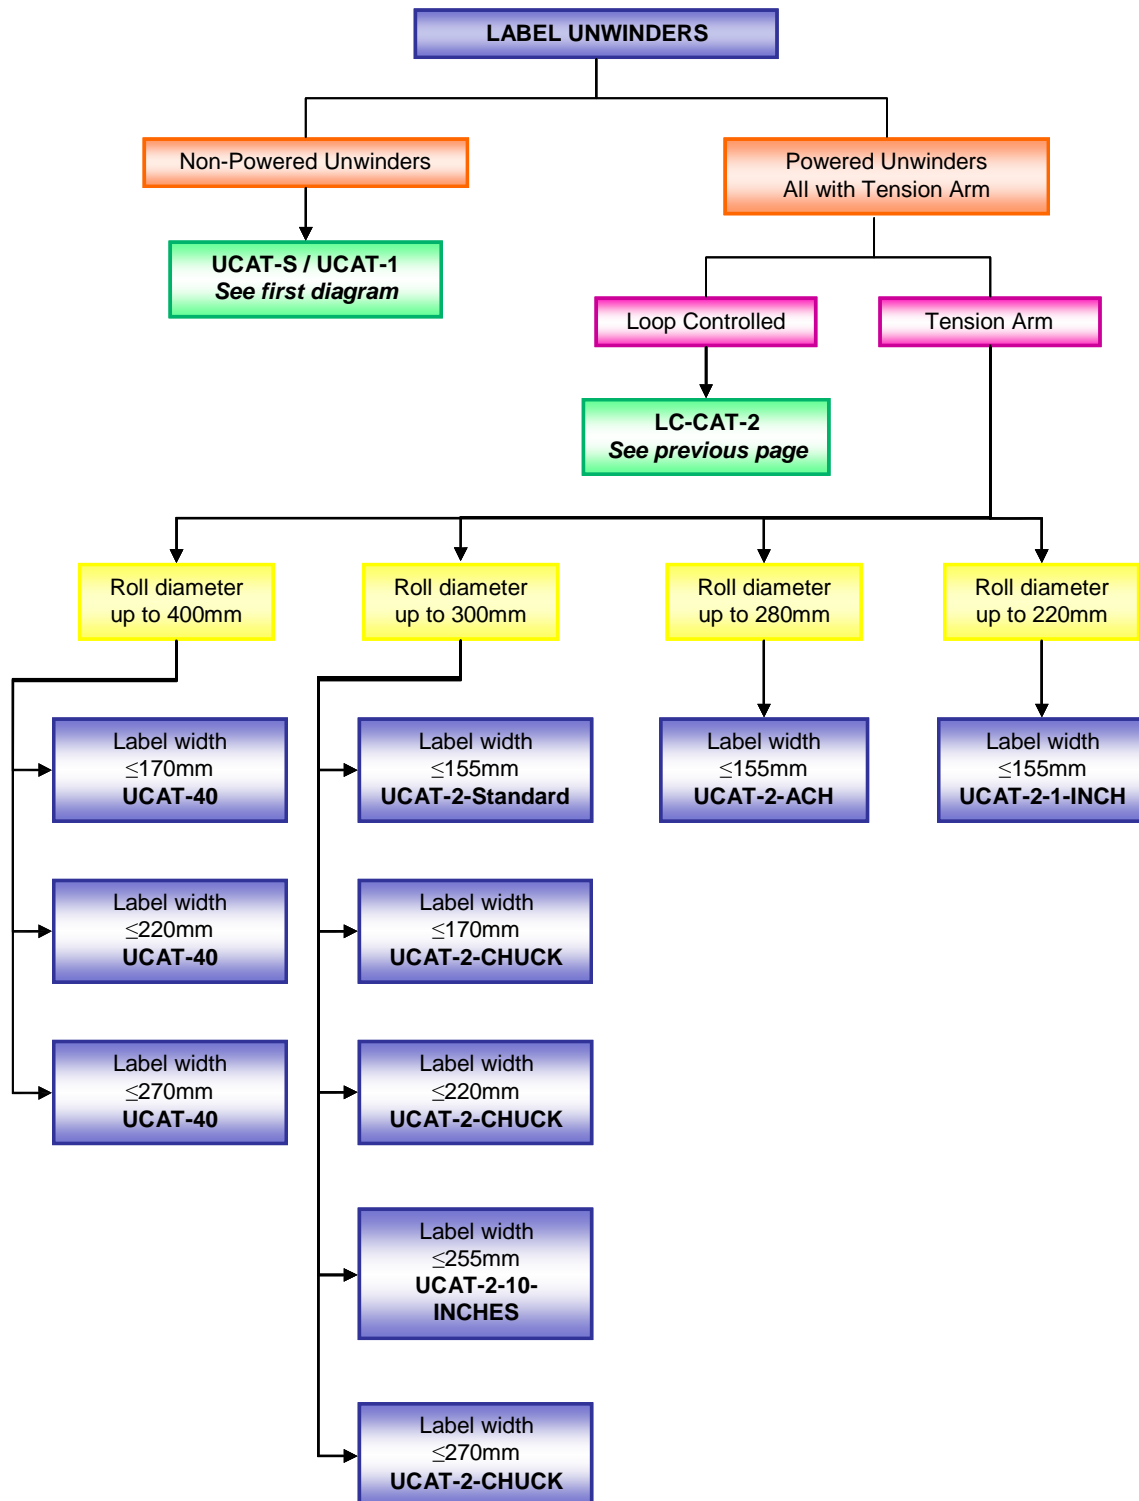 LABEL UNWINDERS
Non-Powered Unwinders
Powered Unwinders
All with Tension Arm
UCAT-S / UCAT-1
See first diagram
Loop Controlled
Tension Arm
LC-CAT-2
See previous page
Roll diameter
up to 400mm
Roll diameter
up to 300mm
Roll diameter
up to 280mm
Roll diameter
up to 220mm
Label width
≤170mm
UCAT-40
Label width
≤155mm
UCAT-2-Standard
Label width
≤155mm
UCAT-2-ACH
Label width
≤155mm
UCAT-2-1-INCH
Label width
≤220mm
UCAT-40
Label width
≤170mm
UCAT-2-CHUCK
Label width
≤270mm
UCAT-40
Label width
≤220mm
UCAT-2-CHUCK
Label width
≤255mm
UCAT-2-10-
INCHES
Label width
≤270mm
UCAT-2-CHUCK